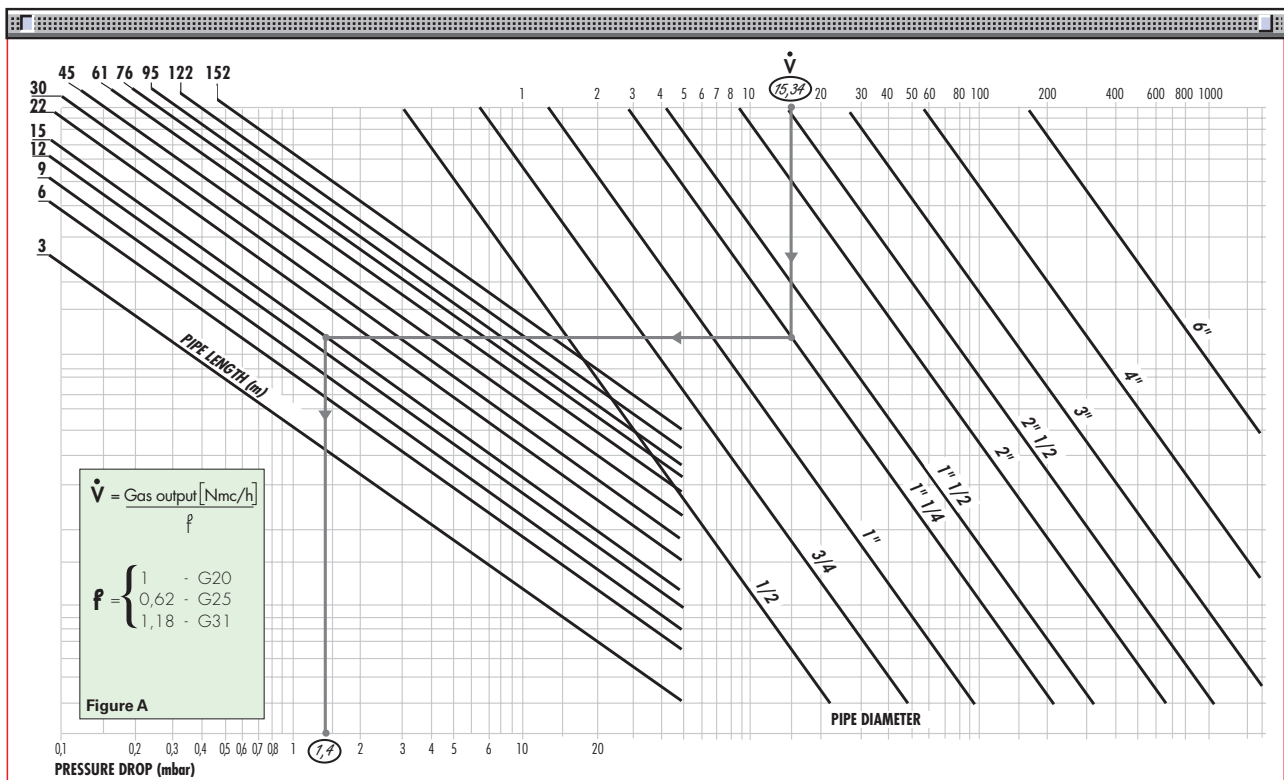 45 61 76 95 122 152
30
22
15
12
9
6
3
V̇
15,34
1 2 3 4 5 6 7 8 10 20 30 40 50 60 80 100 200 400 600 800 1000
PIPE LENGTH (m)
6"
4"
3"
2" 1/2
2"
1" 1/2
1" 1/4
1"
3/4
1/2
V̇ = Gas output [Nmc/h]
f
f = { 1 - G20
0,62 - G25
1,18 - G31
Figure A
PIPE DIAMETER
0,1 0,2 0,3 0,4 0,5 0,6 0,7 0,8 1 1,4 2 3 4 5 6 10 20
PRESSURE DROP (mbar)